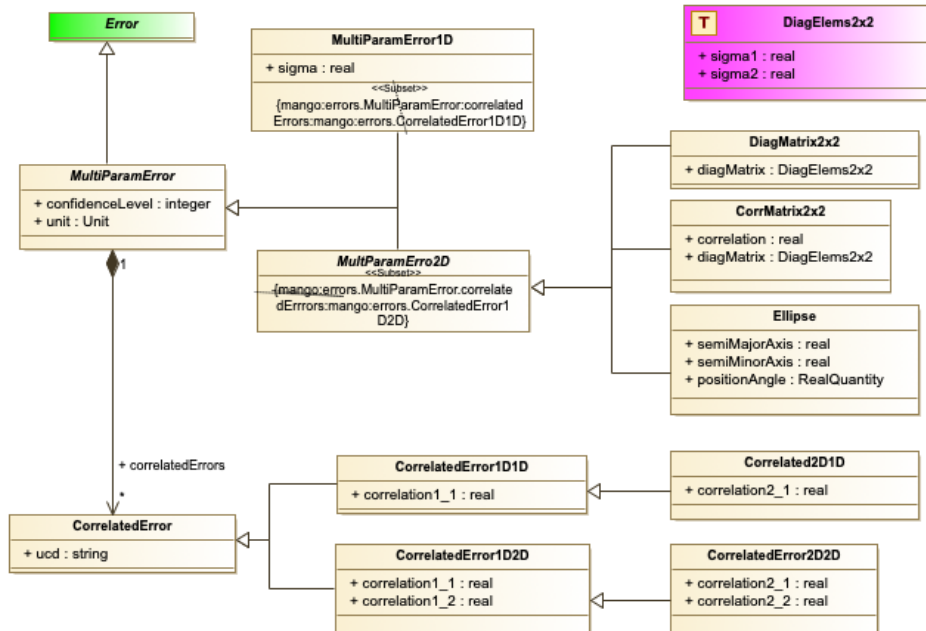 Error
MultiParamError1D
+ sigma : real
<<Subset>>
{mango:errors.MultiParamError:correlated
Errors:mango:errors.CorrelatedError1D1D}
T
DiagElems2x2
+ sigma1 : real
+ sigma2 : real
MultiParamError
+ confidenceLevel : integer
+ unit : Unit
1
MultParamErro2D
<<Subset>>
{mango:errors.MultiParamError.correlate
dErrrors:mango:errors.CorrelatedError1
D2D}
DiagMatrix2x2
+ diagMatrix : DiagElems2x2
CorrMatrix2x2
+ correlation : real
+ diagMatrix : DiagElems2x2
Ellipse
+ semiMajorAxis : real
+ semiMinorAxis : real
+ positionAngle : RealQuantity
+ correlatedErrors
*
CorrelatedError
+ ucd : string
CorrelatedError1D1D
+ correlation1_1 : real
Correlated2D1D
+ correlation2_1 : real
CorrelatedError1D2D
+ correlation1_1 : real
+ correlation1_2 : real
CorrelatedError2D2D
+ correlation2_1 : real
+ correlation2_2 : real